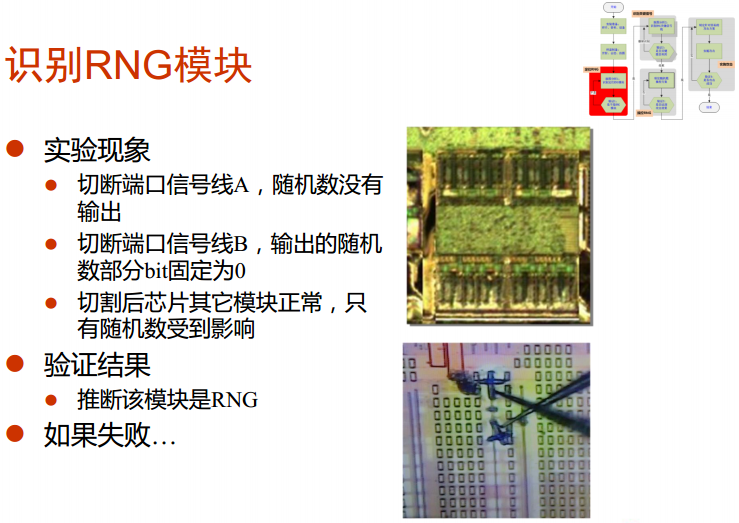 识别RNG模块
实验现象
切断端口信号线A，随机数没有
输出
切断端口信号线B，输出的随机
数部分bit固定为0
切割后芯片其它模块正常，只
有随机数受到影响
验证结果
推断该模块是RNG
如果失败…